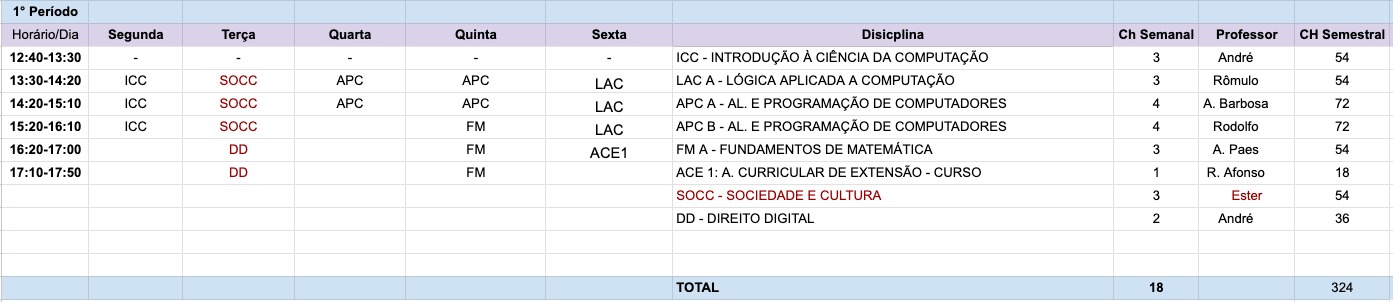 1° Período
Horário/Dia Segunda Terça Quarta Quinta Sexta Disicplina Ch Semanal Professor CH Semestral
12:40-13:30 - - - - - ICC - INTRODUÇÃO À CIÊNCIA DA COMPUTAÇÃO 3 André 54
13:30-14:20 ICC SOCC APC APC LAC LAC A - LÓGICA APLICADA A COMPUTAÇÃO 3 Rômulo 54
14:20-15:10 ICC SOCC APC APC LAC APC A - AL. E PROGRAMAÇÃO DE COMPUTADORES 4 A. Barbosa 72
15:20-16:10 ICC SOCC FM LAC APC B - AL. E PROGRAMAÇÃO DE COMPUTADORES 4 Rodolfo 72
16:20-17:00 DD FM ACE1 FM A - FUNDAMENTOS DE MATEMÁTICA 3 A. Paes 54
17:10-17:50 DD FM ACE 1: A. CURRICULAR DE EXTENSÃO - CURSO 1 R. Afonso 18
SOCC - SOCIEDADE E CULTURA 3 Ester 54
DD - DIREITO DIGITAL 2 André 36
TOTAL 18 324